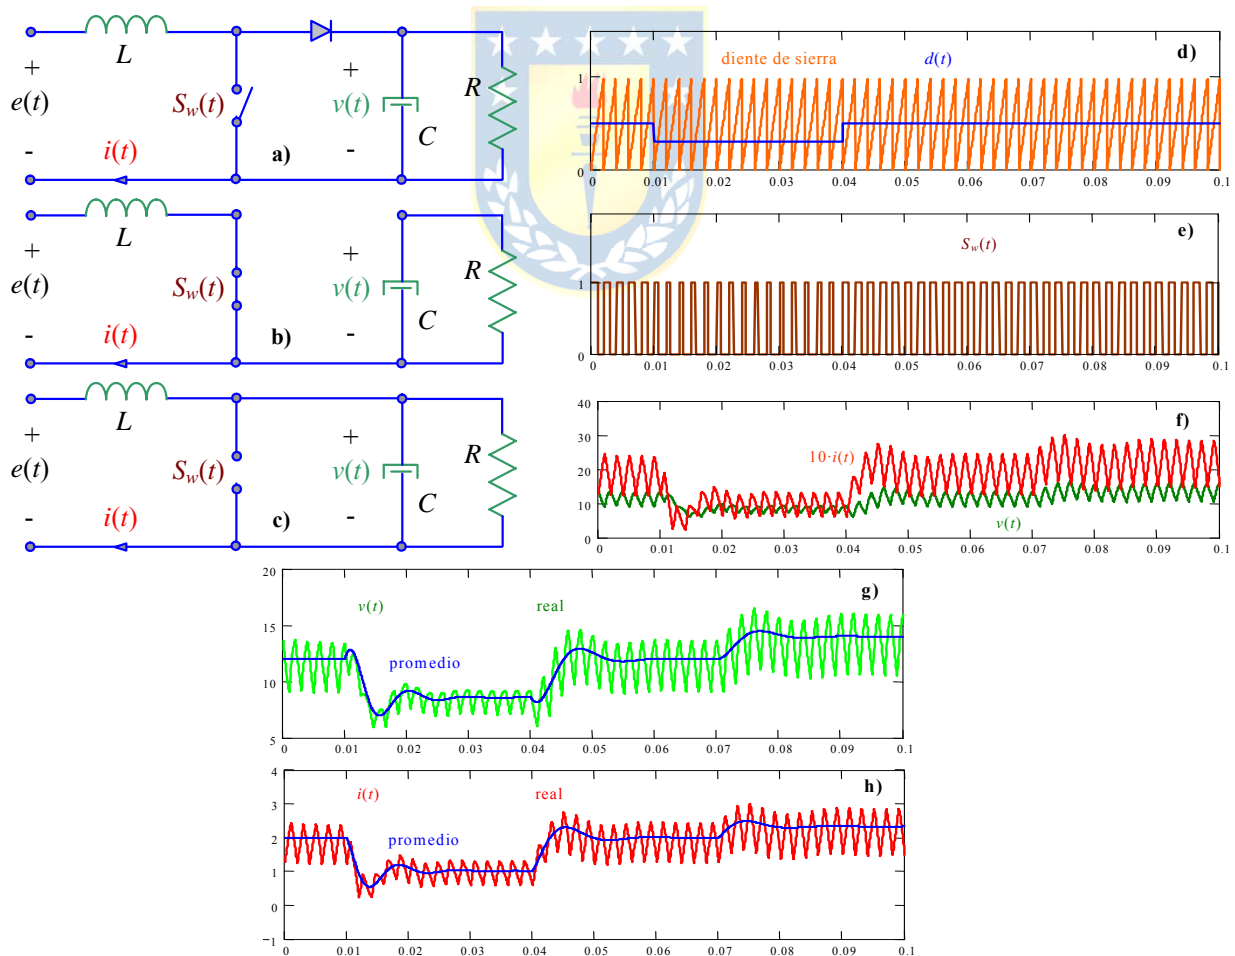 L
+
e(t)
-
i(t)
Sw(t)
a)
+
v(t)
-
C
R
L
+
e(t)
-
i(t)
Sw(t)
b)
+
v(t)
-
C
R
L
+
e(t)
-
i(t)
Sw(t)
c)
+
v(t)
-
C
R
diente de sierra
d(t)
d)
1
0
0 0.01 0.02 0.03 0.04 0.05 0.06 0.07 0.08 0.09 0.1
Sw(t)
e)
1
0
0 0.01 0.02 0.03 0.04 0.05 0.06 0.07 0.08 0.09 0.1
f)
40
30
20
10
0
10·i(t)
v(t)
0 0.01 0.02 0.03 0.04 0.05 0.06 0.07 0.08 0.09 0.1
g)
20
15
10
5
v(t)
real
promedio
0 0.01 0.02 0.03 0.04 0.05 0.06 0.07 0.08 0.09 0.1
h)
4
3
2
1
0
−1
i(t)
real
promedio
0 0.01 0.02 0.03 0.04 0.05 0.06 0.07 0.08 0.09 0.1